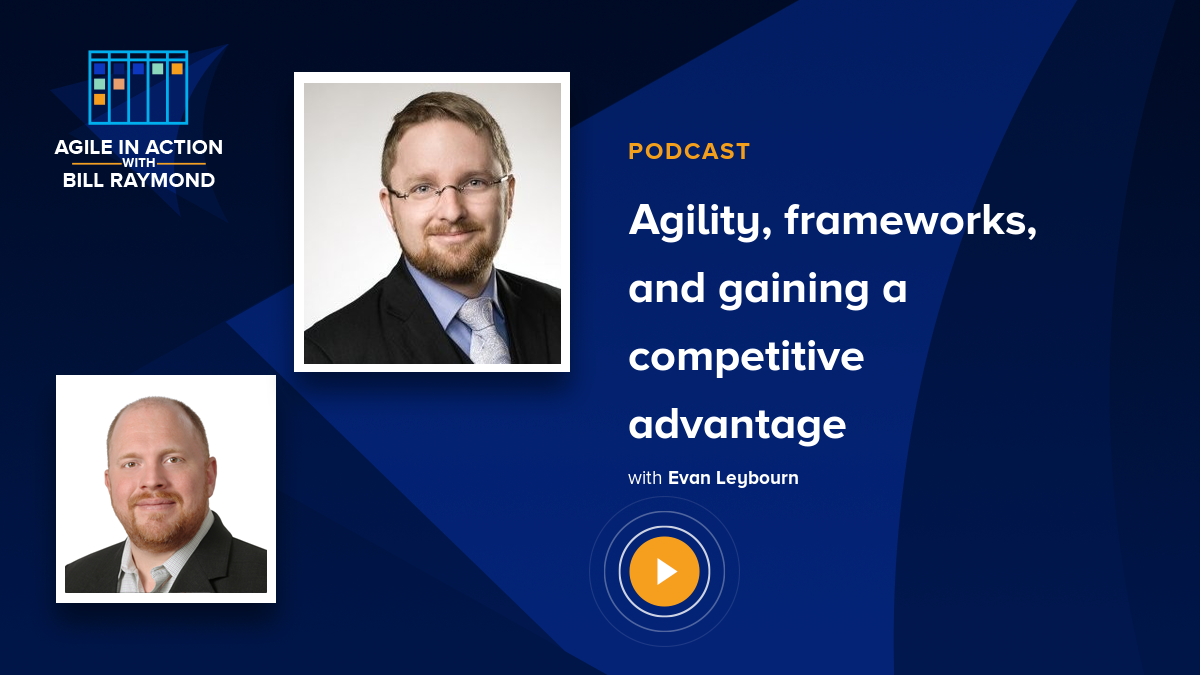 AGILE IN ACTION
WITH
BILL RAYMOND
PODCAST
Agility, frameworks,
and gaining a
competitive
advantage
with Evan Leybourn